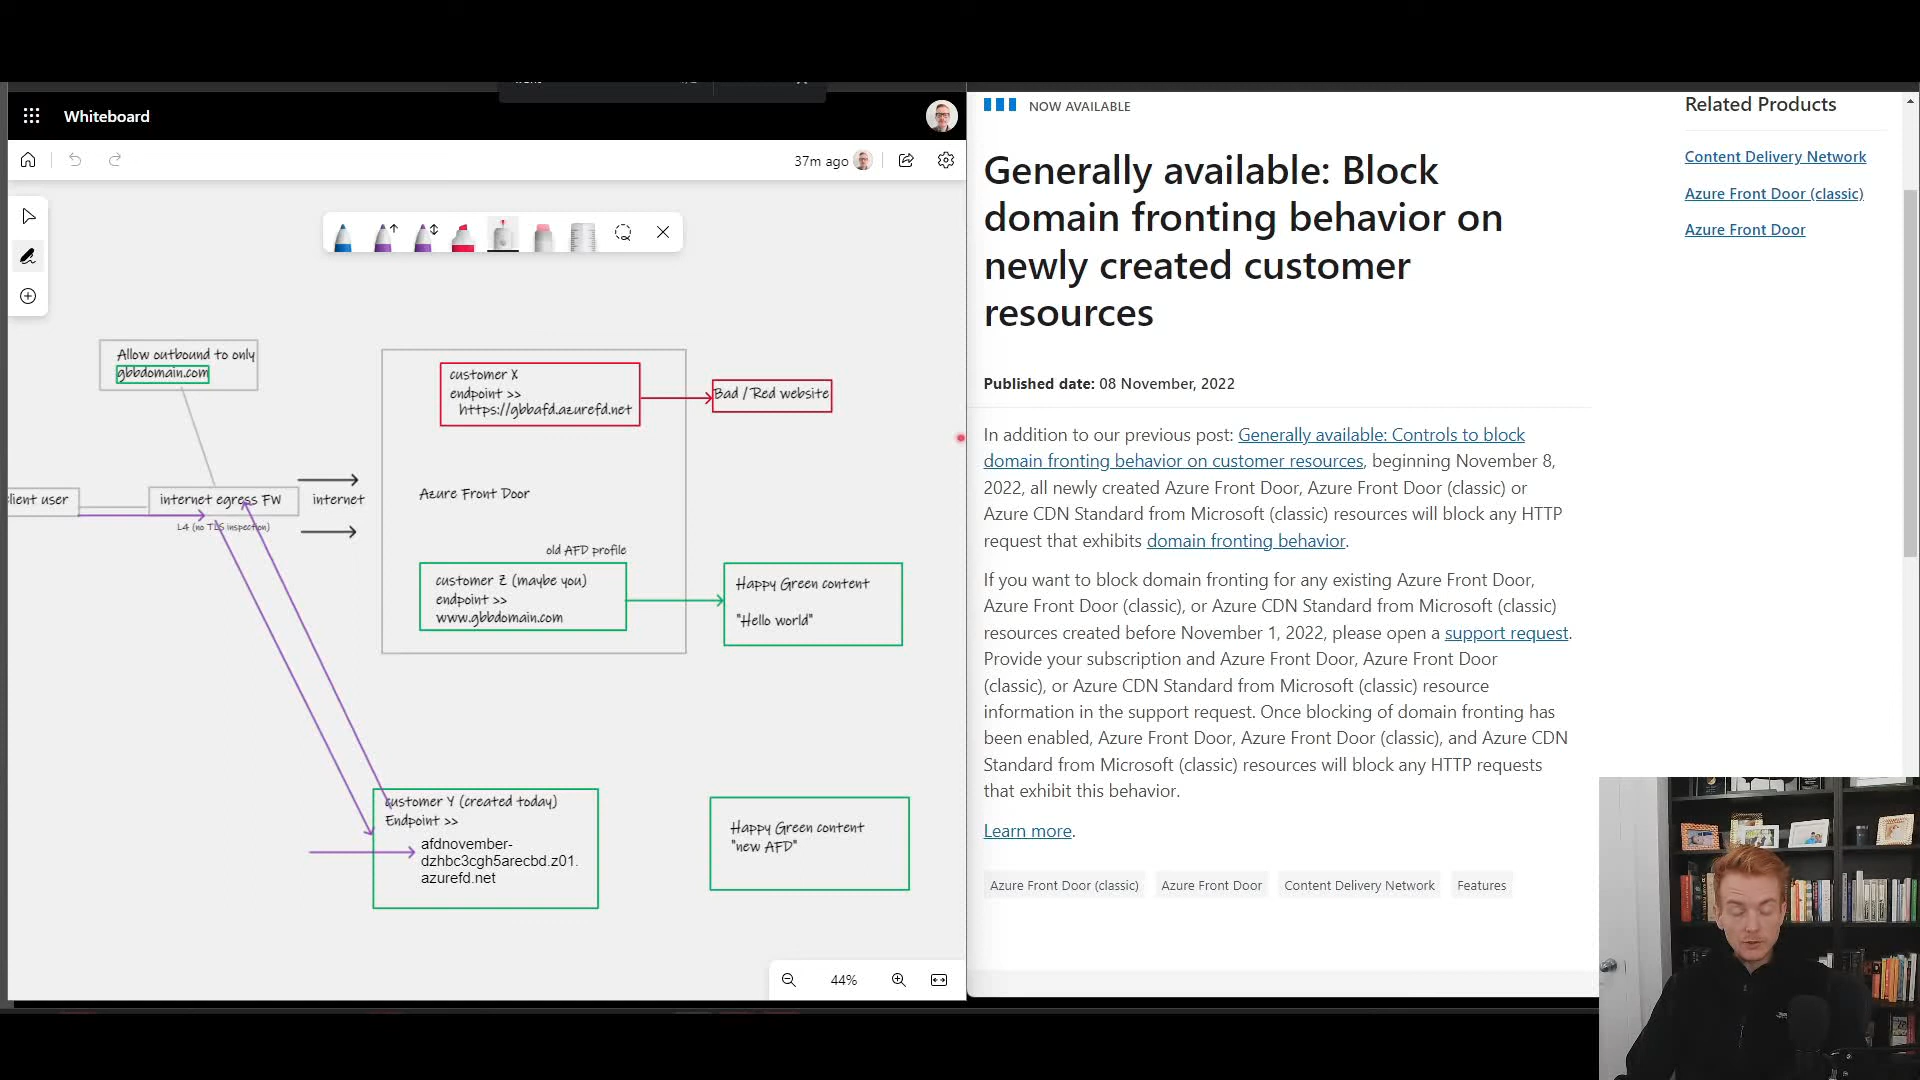 Whiteboard
37m ago
Allow outbound to only
gbbdomain.com
customer X
endpoint >>
https://gbbafd.azurefd.net
Bad / Red website
lient user
internet egress FW
internet
L4 (no TLS inspection)
Azure Front Door
old AFD profile
customer Z (maybe you)
endpoint >>
www.gbbdomain.com
Happy Green content
"Hello world"
customer Y (created today)
Endpoint >>
afdnovember-
dzhbc3cgh5arecbd.z01.
azurefd.net
Happy Green content
"new AFD"
44%
NOW AVAILABLE
Generally available: Block
domain fronting behavior on
newly created customer
resources
Published date: 08 November, 2022
In addition to our previous post: Generally available: Controls to block
domain fronting behavior on customer resources, beginning November 8,
2022, all newly created Azure Front Door, Azure Front Door (classic) or
Azure CDN Standard from Microsoft (classic) resources will block any HTTP
request that exhibits domain fronting behavior.
If you want to block domain fronting for any existing Azure Front Door,
Azure Front Door (classic), or Azure CDN Standard from Microsoft (classic)
resources created before November 1, 2022, please open a support request.
Provide your subscription and Azure Front Door, Azure Front Door
(classic), or Azure CDN Standard from Microsoft (classic) resource
information in the support request. Once blocking of domain fronting has
been enabled, Azure Front Door, Azure Front Door (classic), and Azure CDN
Standard from Microsoft (classic) resources will block any HTTP requests
that exhibit this behavior.
Learn more.
Azure Front Door (classic)
Azure Front Door
Content Delivery Network
Features
Related Products
Content Delivery Network
Azure Front Door (classic)
Azure Front Door